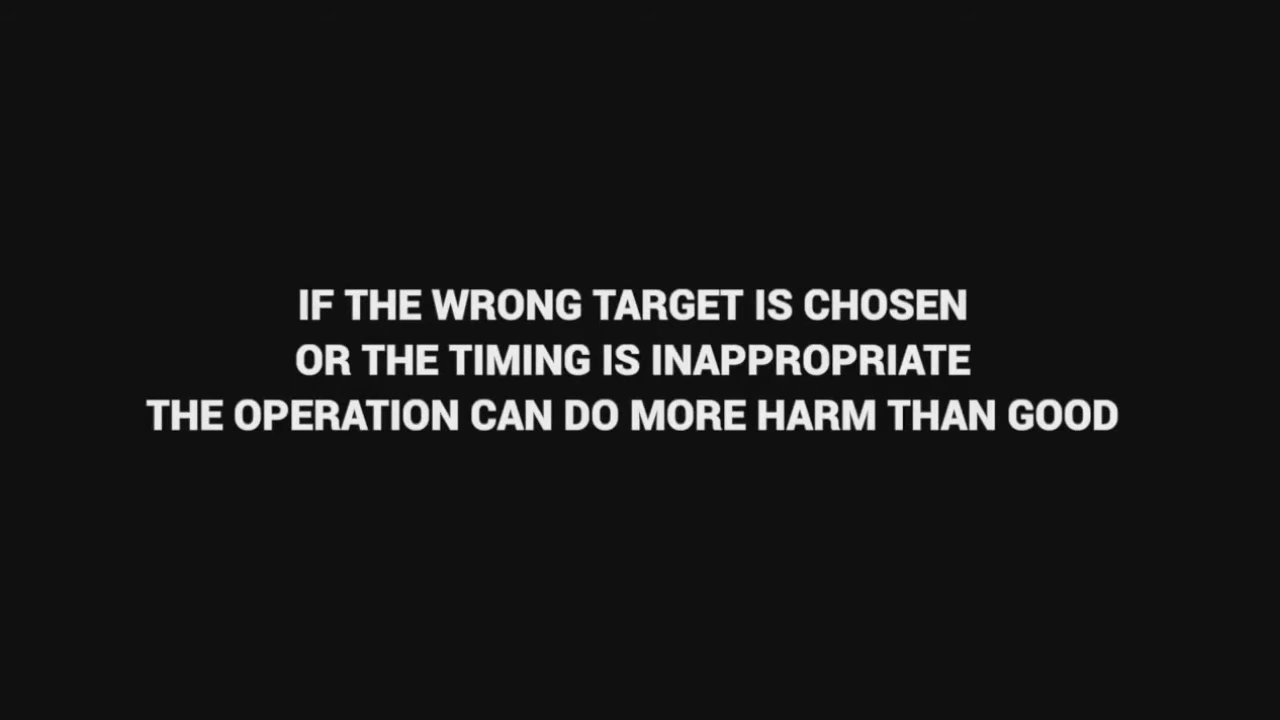 IF THE WRONG TARGET IS CHOSEN
OR THE TIMING IS INAPPROPRIATE
THE OPERATION CAN DO MORE HARM THAN GOOD